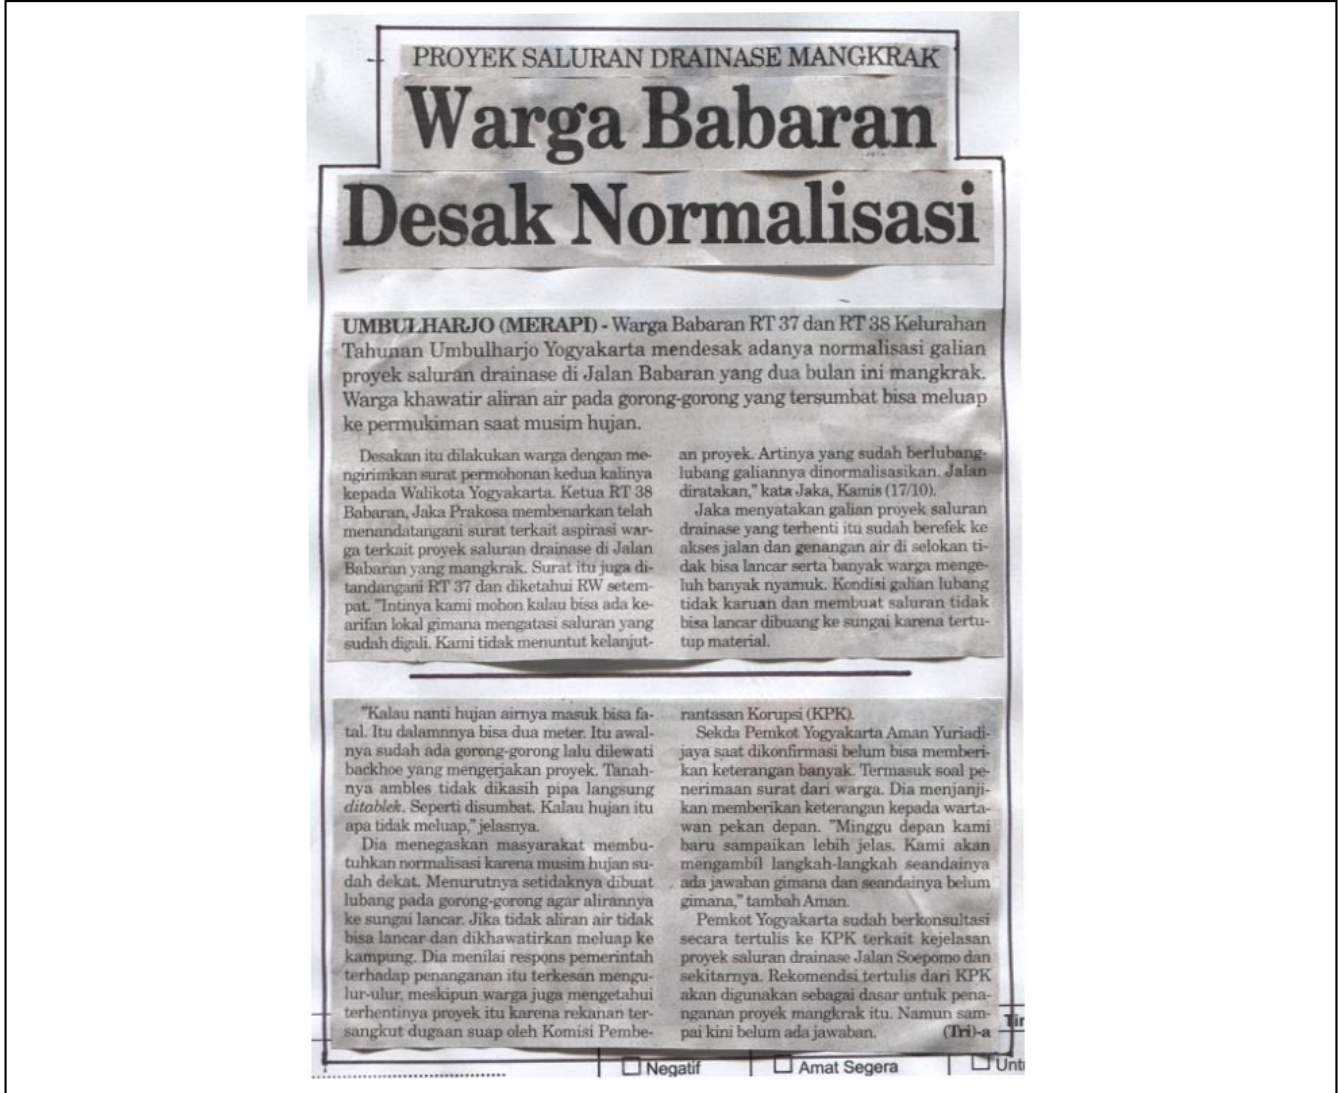 PROYEK SALURAN DRAINASE MANGKRAK
Warga Babaran
Desak Normalisasi
UMBULHARJO (MERAPI) - Warga Babaran RT 37 dan RT 38 Kelurahan
Tahunan Umbulharjo Yogyakarta mendesak adanya normalisasi galian
proyek saluran drainase di Jalan Babaran yang dua bulan ini mangkrak.
Warga khawatir aliran air pada gorong-gorong yang tersumbat bisa meluap
ke permukiman saat musim hujan.
Desakan itu dilakukan warga dengan me-
ngirimkan surat permohonan kedua kalinya
kepada Walikota Yogyakarta. Ketua RT 38
Babaran, Jaka Prakosa membenarkan telah
menandatangani surat terkait aspirasi war-
ga terkait proyek saluran drainase di Jalan
Babaran yang mangkrak. Surat itu juga di-
tandangani RT 37 dan diketahui RW setem-
pat. "Intinya kami mohon kalau bisa ada ke-
arifan lokal gimana mengatasi saluran yang
sudah digali. Kami tidak menuntut kelanjut-
an proyek. Artinya yang sudah berlubang-
lubang galiannya dinormalisasikan. Jalan
diratakan," kata Jaka, Kamis (17/10).
Jaka menyatakan galian proyek saluran
drainase yang terhenti itu sudah berefek ke
akses jalan dan genangan air di selokan ti-
dak bisa lancar serta banyak warga menge-
luh banyak nyamuk. Kondisi galian lubang
tidak karuan dan membuat saluran tidak
bisa lancar dibuang ke sungai karena tertu-
tup material.
"Kalau nanti hujan airnya masuk bisa fa-
tal. Itu dalamnnya bisa dua meter. Itu awal-
nya sudah ada gorong-gorong lalu dilewati
backhoe yang mengerjakan proyek. Tanah-
nya ambles tidak dikasih pipa langsung
ditablek. Seperti disumbat. Kalau hujan itu
apa tidak meluap," jelasnya.
Dia menegaskan masyarakat membu-
tuhkan normalisasi karena musim hujan su-
dah dekat. Menurutnya setidaknya dibuat
lubang pada gorong-gorong agar alirannya
ke sungai lancar. Jika tidak aliran air tidak
bisa lancar dan dikhawatirkan meluap ke
kampung. Dia menilai respons pemerintah
terhadap penanganan itu terkesan mengu-
lur-ulur, meskipun warga juga mengetahui
terhentinya proyek itu karena rekanan ter-
sangkut dugaan suap oleh Komisi Pembe-
rantasan Korupsi (KPK).
Sekda Pemkot Yogyakarta Aman Yuriadi-
jaya saat dikonfirmasi belum bisa memberi-
kan keterangan banyak. Termasuk soal pe-
nerimaan surat dari warga. Dia menjanji-
kan memberikan keterangan kepada warta-
wan pekan depan. "Minggu depan kami
baru sampaikan lebih jelas. Kami akan
mengambil langkah-langkah seandainya
ada jawaban gimana dan seandainya belum
gimana," tambah Aman.
Pemkot Yogyakarta sudah berkonsultasi
secara tertulis ke KPK terkait kejelasan
proyek saluran drainase Jalan Soepomo dan
sekitarnya. Rekomendsi tertulis dari KPK
akan digunakan sebagai dasar untuk pena-
nganan proyek mangkrak itu. Namun sam-
pai kini belum ada jawaban. (Tri)-a
Negatif
Amat Segera